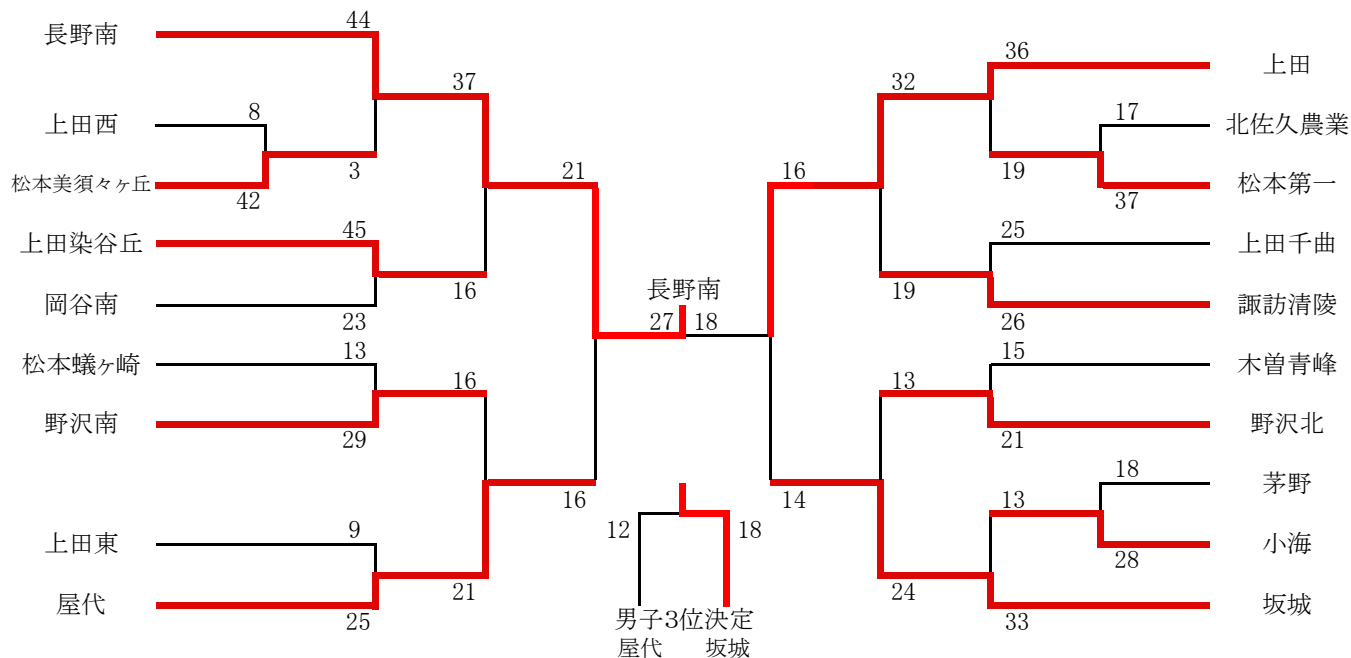 44
長野南
36
上田
37
32
8
17
上田西
北佐久農業
3
21
16
19
松本美須々ヶ丘
松本第一
42
37
上田染谷丘
45
25
上田千曲
16
19
長野南
岡谷南
諏訪清陵
23
27
18
26
松本蟻ヶ崎
13
15
木曽青峰
16
13
野沢南
野沢北
29
21
18
茅野
16
14
13
12
18
上田東
9
小海
28
21
24
屋代
坂城
25
男子3位決定
33
屋代
坂城